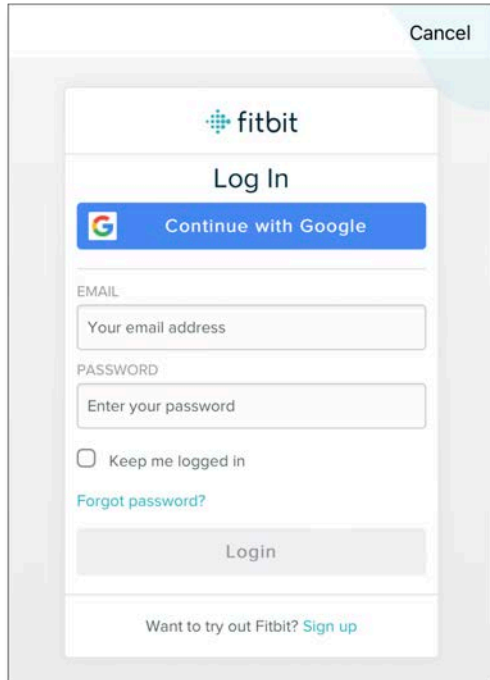 Cancel
fitbit
Log In
Continue with Google
EMAIL
Your email address
PASSWORD
Enter your password
Keep me logged in
Forgot password?
Login
Want to try out Fitbit? Sign up